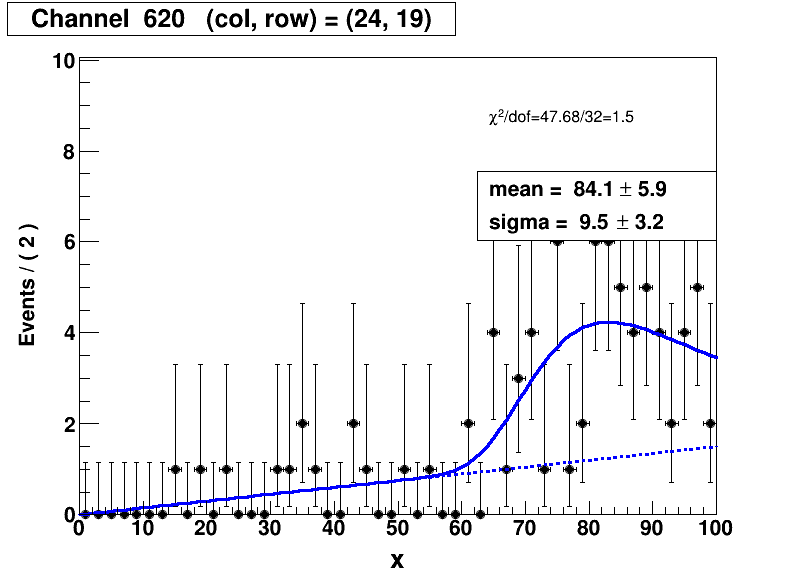 Channel  620   (col, row) = (24, 19)
10
χ²/dof=47.68/32=1.5
8
mean =  84.1 ± 5.9
sigma =  9.5 ± 3.2
6
Events / ( 2 )
4
2
0
0 10 20 30 40 50 60 70 80 90 100
x